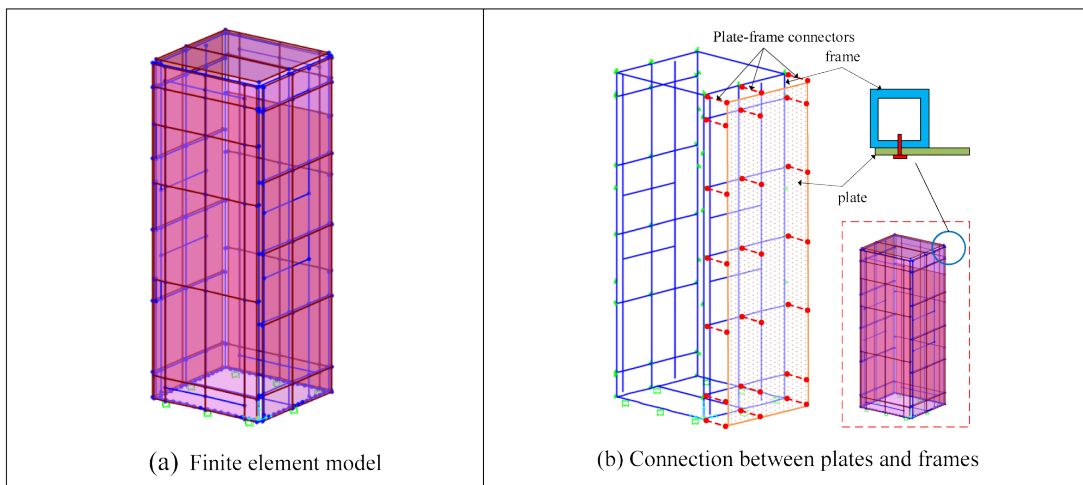 Plate-frame connectors
frame
plate
(a) Finite element model
(b) Connection between plates and frames